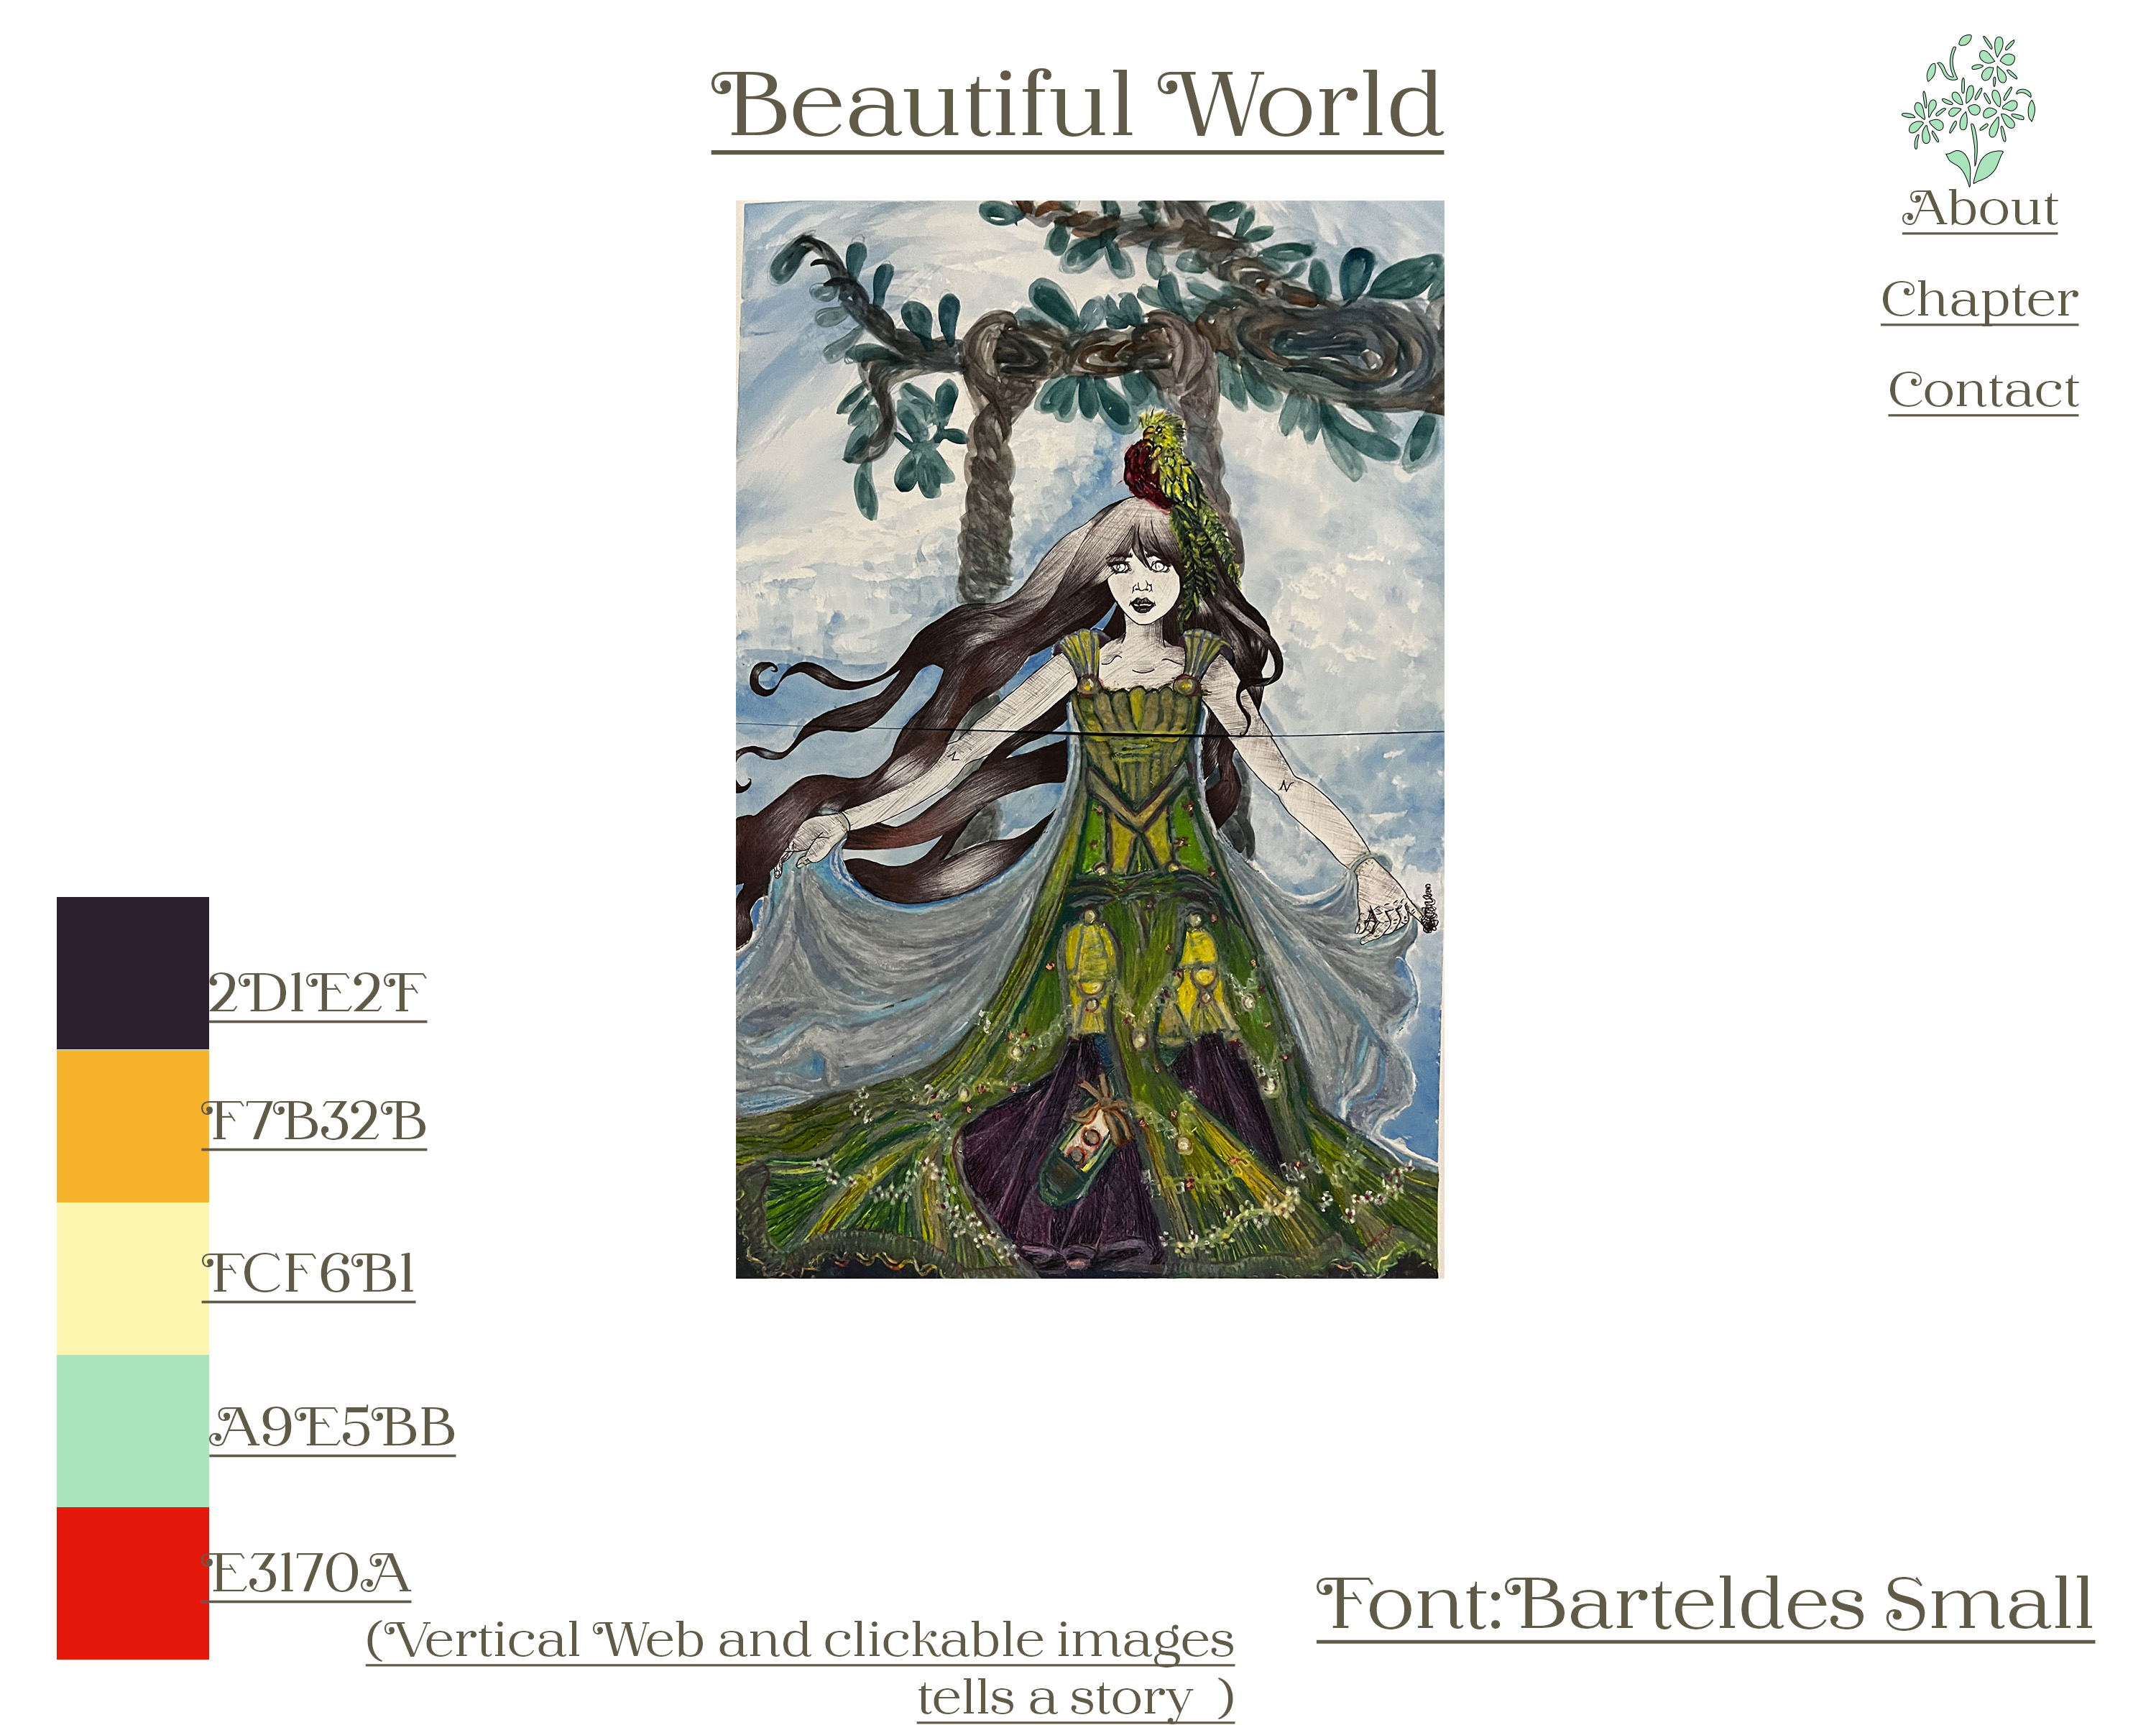 Beautiful World
About
Chapter
Contact
2D1E2F
F7B32B
FCF6B1
A9E5BB
E3170A
(Vertical Web and clickable images
tells a story )
Font:Barteldes Small